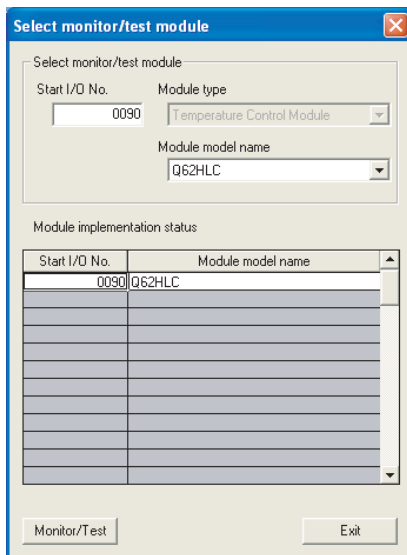 Select monitor/test module
Select monitor/test module
Start I/O No. Module type
0090 Temperature Control Module
Module model name
Q62HLC
Module implementation status
Start I/O No. Module model name
0090 Q62HLC
Monitor/Test Exit